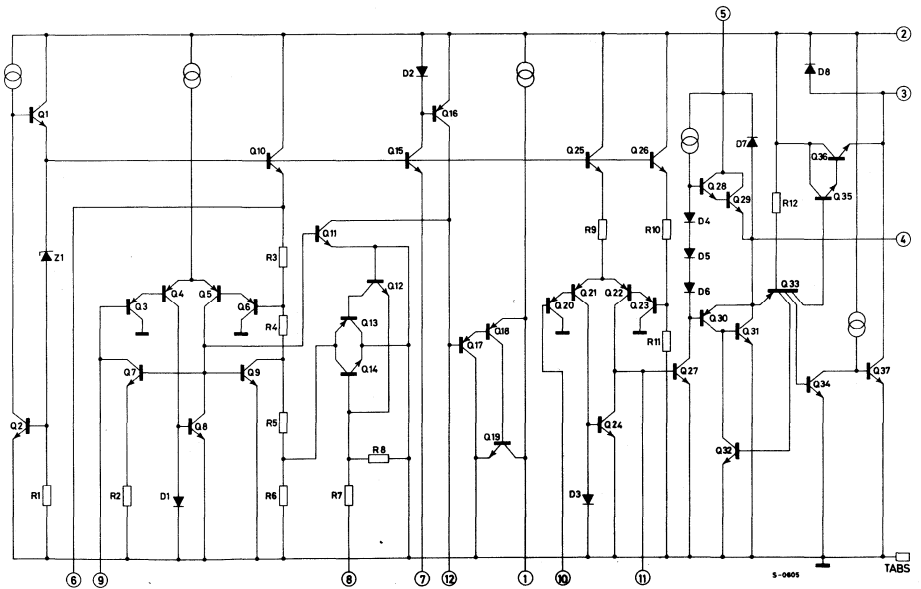 5
2
D8
3
D2
Q1
Q16
Q10
Q15
Q25
Q26
D7
Q36
Q28
Q29
Q35
R12
D4
Q11
R9
R10
4
Z1
R3
D5
Q12
D6
Q33
Q3
Q4
Q5
Q6
R4
Q13
Q18
Q20
Q21
Q22
Q23
Q30
Q31
Q17
R11
Q7
Q9
Q14
Q27
Q34
Q37
Q2
Q8
R5
Q19
Q24
R8
Q32
R1
R2
D1
R6
R7
D3
6
9
8
7
12
1
10
11
S-0605
TABS